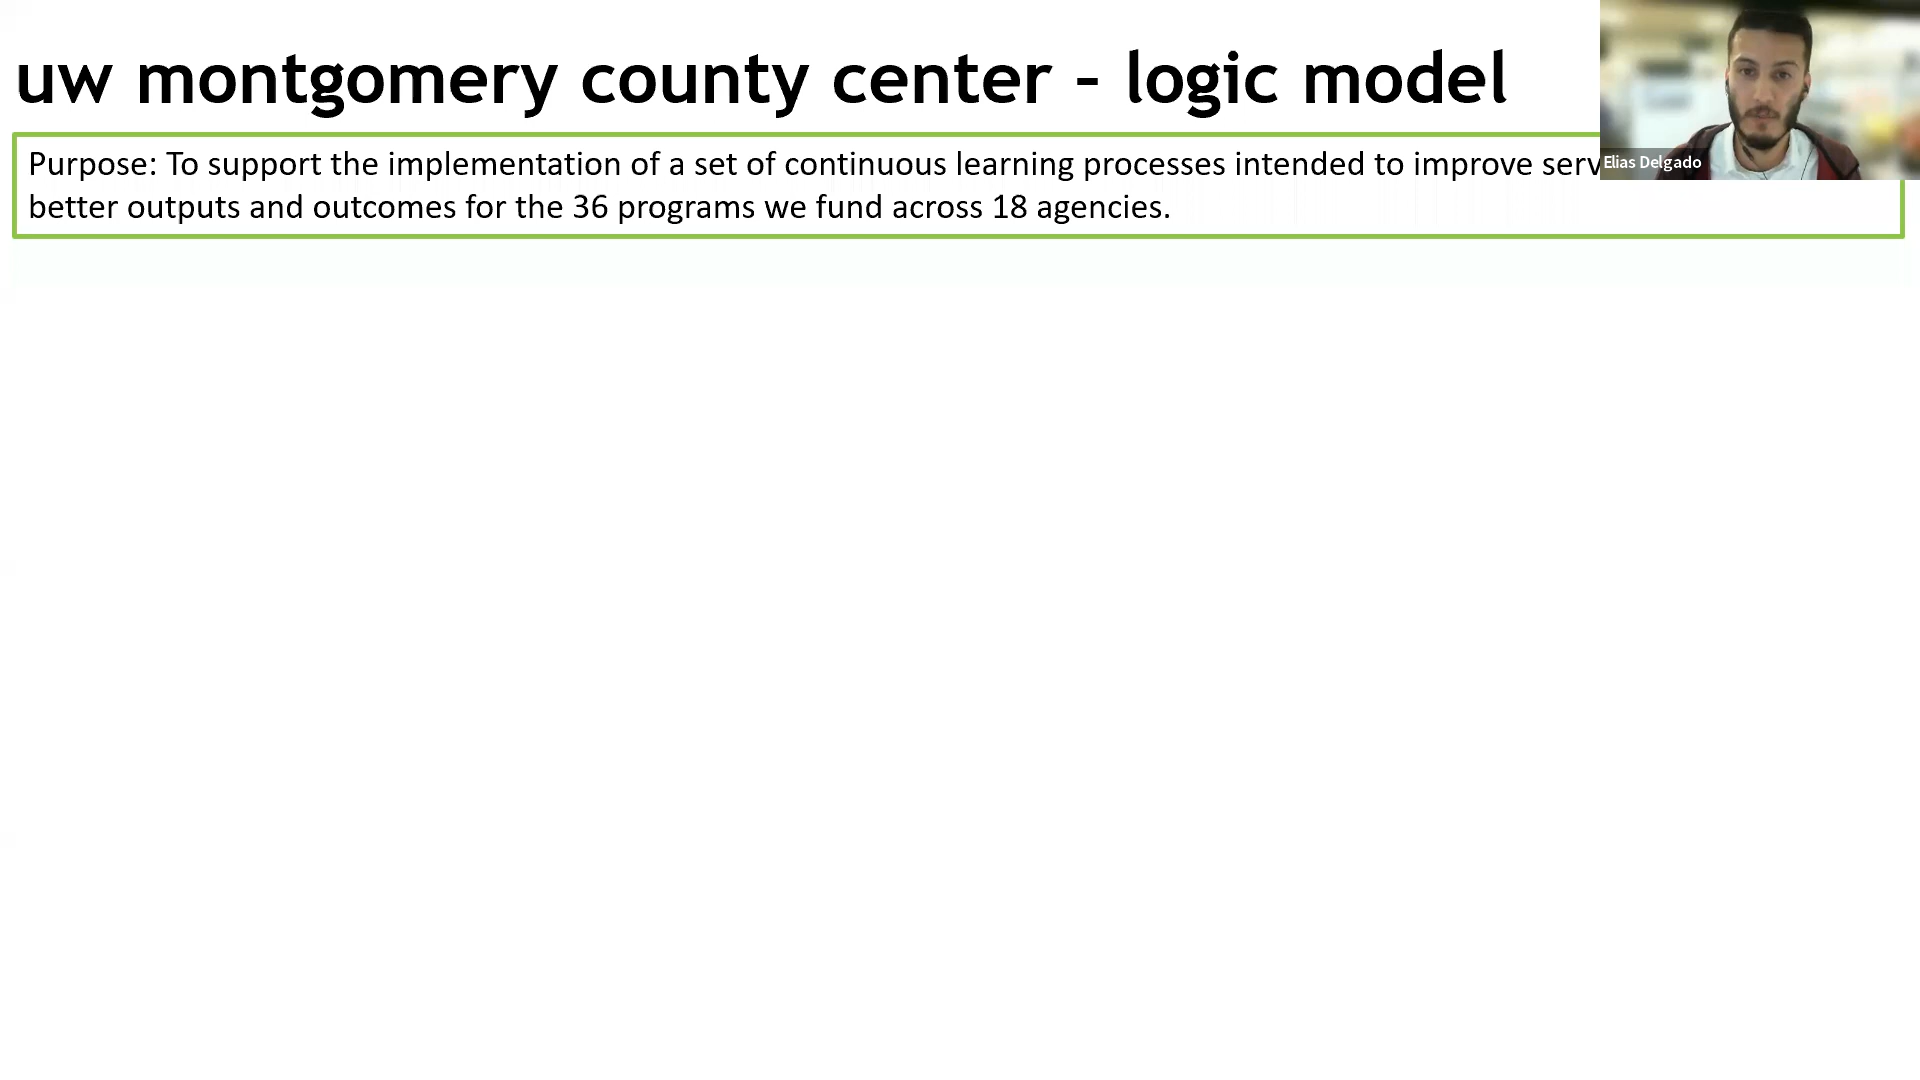 uw montgomery county center – logic model
Purpose: To support the implementation of a set of continuous learning processes intended to improve
better outputs and outcomes for the 36 programs we fund across 18 agencies.
Elias Delgado